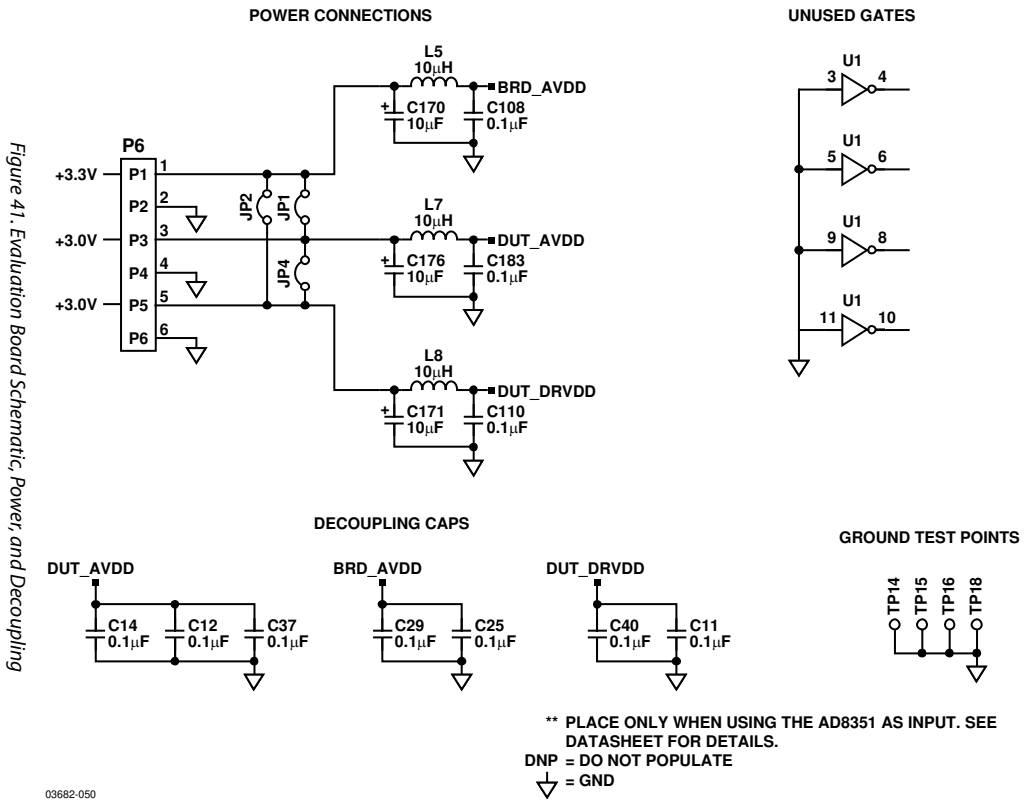 POWER CONNECTIONS
UNUSED GATES
L5
10μH
BRD_AVDD
+
C170
10μF
C108
0.1μF
P6
+3.3V
P1
1
P2
2
+3.0V
P3
3
P4
4
+3.0V
P5
5
P6
6
JP2
JP1
JP4
L7
10μH
DUT_AVDD
+
C176
10μF
C183
0.1μF
L8
10μH
DUT_DRVDD
+
C171
10μF
C110
0.1μF
U1
3
4
U1
5
6
U1
9
8
U1
11
10
Figure 41. Evaluation Board Schematic, Power, and Decoupling
DECOUPLING CAPS
DUT_AVDD
C14
0.1μF
C12
0.1μF
C37
0.1μF
BRD_AVDD
C29
0.1μF
C25
0.1μF
DUT_DRVDD
C40
0.1μF
C11
0.1μF
GROUND TEST POINTS
TP14
TP15
TP16
TP18
** PLACE ONLY WHEN USING THE AD8351 AS INPUT. SEE
DATASHEET FOR DETAILS.
DNP = DO NOT POPULATE
= GND
03682-050